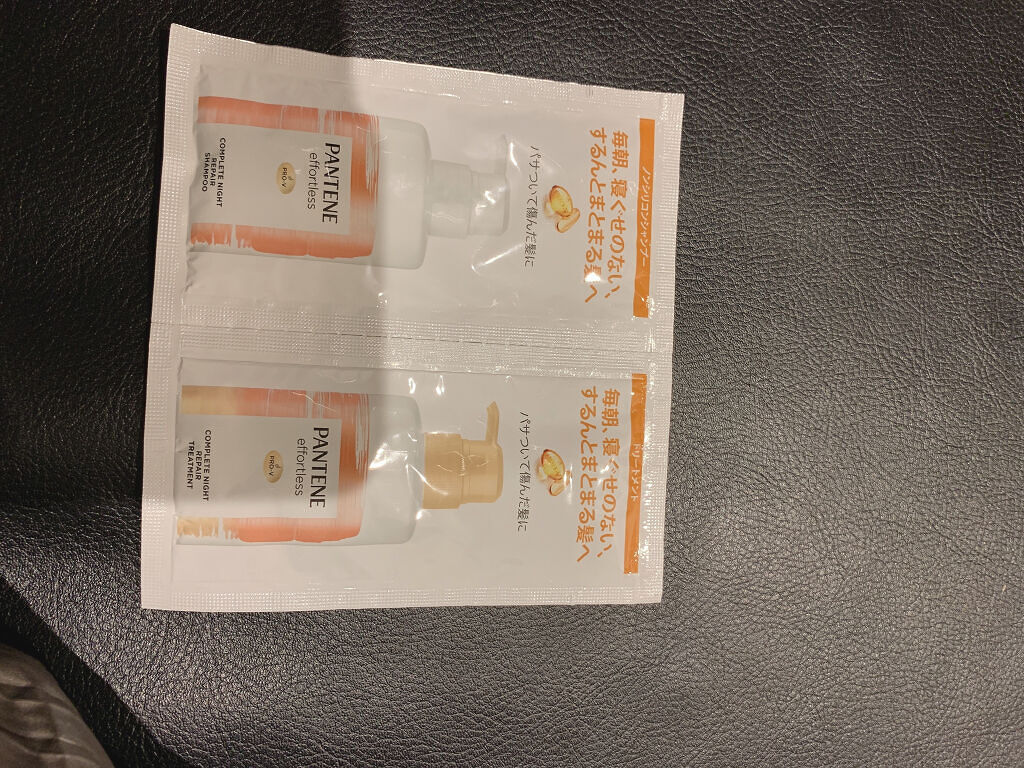 ノンシリコンシャンプー
毎朝、寝ぐせのない、
するんとまとまる髪へ
パサついて傷んだ髪に
PANTENE
effortless
PRO-V
COMPLETE NIGHT
REPAIR
SHAMPOO
トリートメント
毎朝、寝ぐせのない、
するんとまとまる髪へ
パサついて傷んだ髪に
PANTENE
effortless
PRO-V
COMPLETE NIGHT
REPAIR
TREATMENT